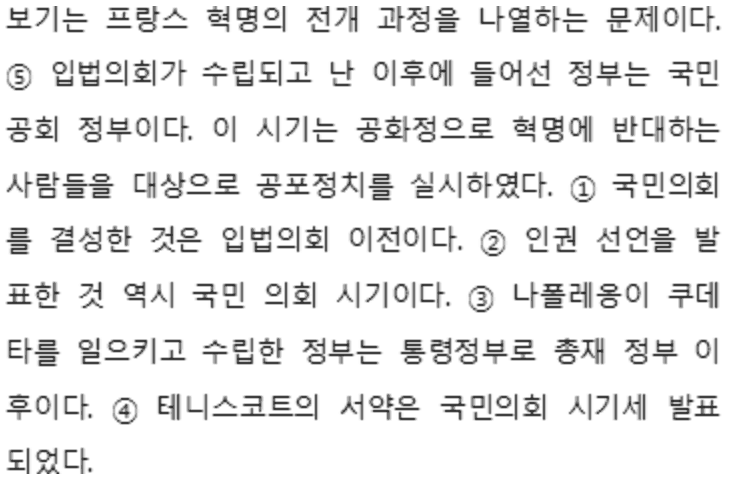 보기는 프랑스 혁명의 전개 과정을 나열하는 문제이다.
⑤ 입법의회가 수립되고 난 이후에 들어선 정부는 국민
공회 정부이다. 이 시기는 공화정으로 혁명에 반대하는
사람들을 대상으로 공포정치를 실시하였다. ① 국민의회
를 결성한 것은 입법의회 이전이다. ② 인권 선언을 발
표한 것 역시 국민 의회 시기이다. ③ 나폴레옹이 쿠데
타를 일으키고 수립한 정부는 통령정부로 총재 정부 이
후이다. ④ 테니스코트의 서약은 국민의회 시기세 발표
되었다.